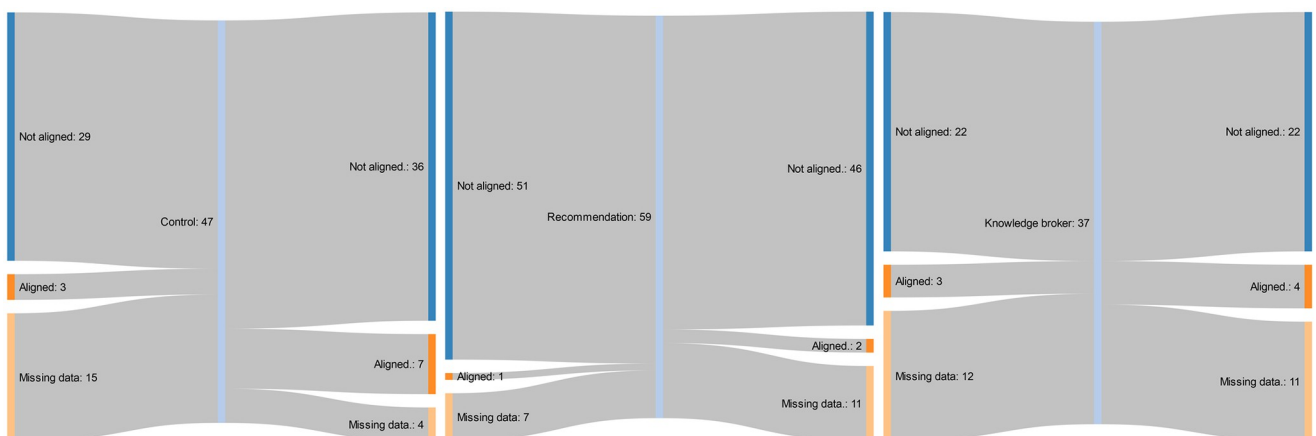 Not aligned: 29
Aligned: 3
Missing data: 15
Control: 47
Not aligned.: 36
Aligned.: 7
Missing data.: 4
Not aligned: 51
Aligned: 1
Missing data: 7
Recommendation: 59
Not aligned.: 46
Aligned.: 2
Missing data.: 11
Not aligned: 22
Aligned: 3
Missing data: 12
Knowledge broker: 37
Not aligned.: 22
Aligned.: 4
Missing data.: 11